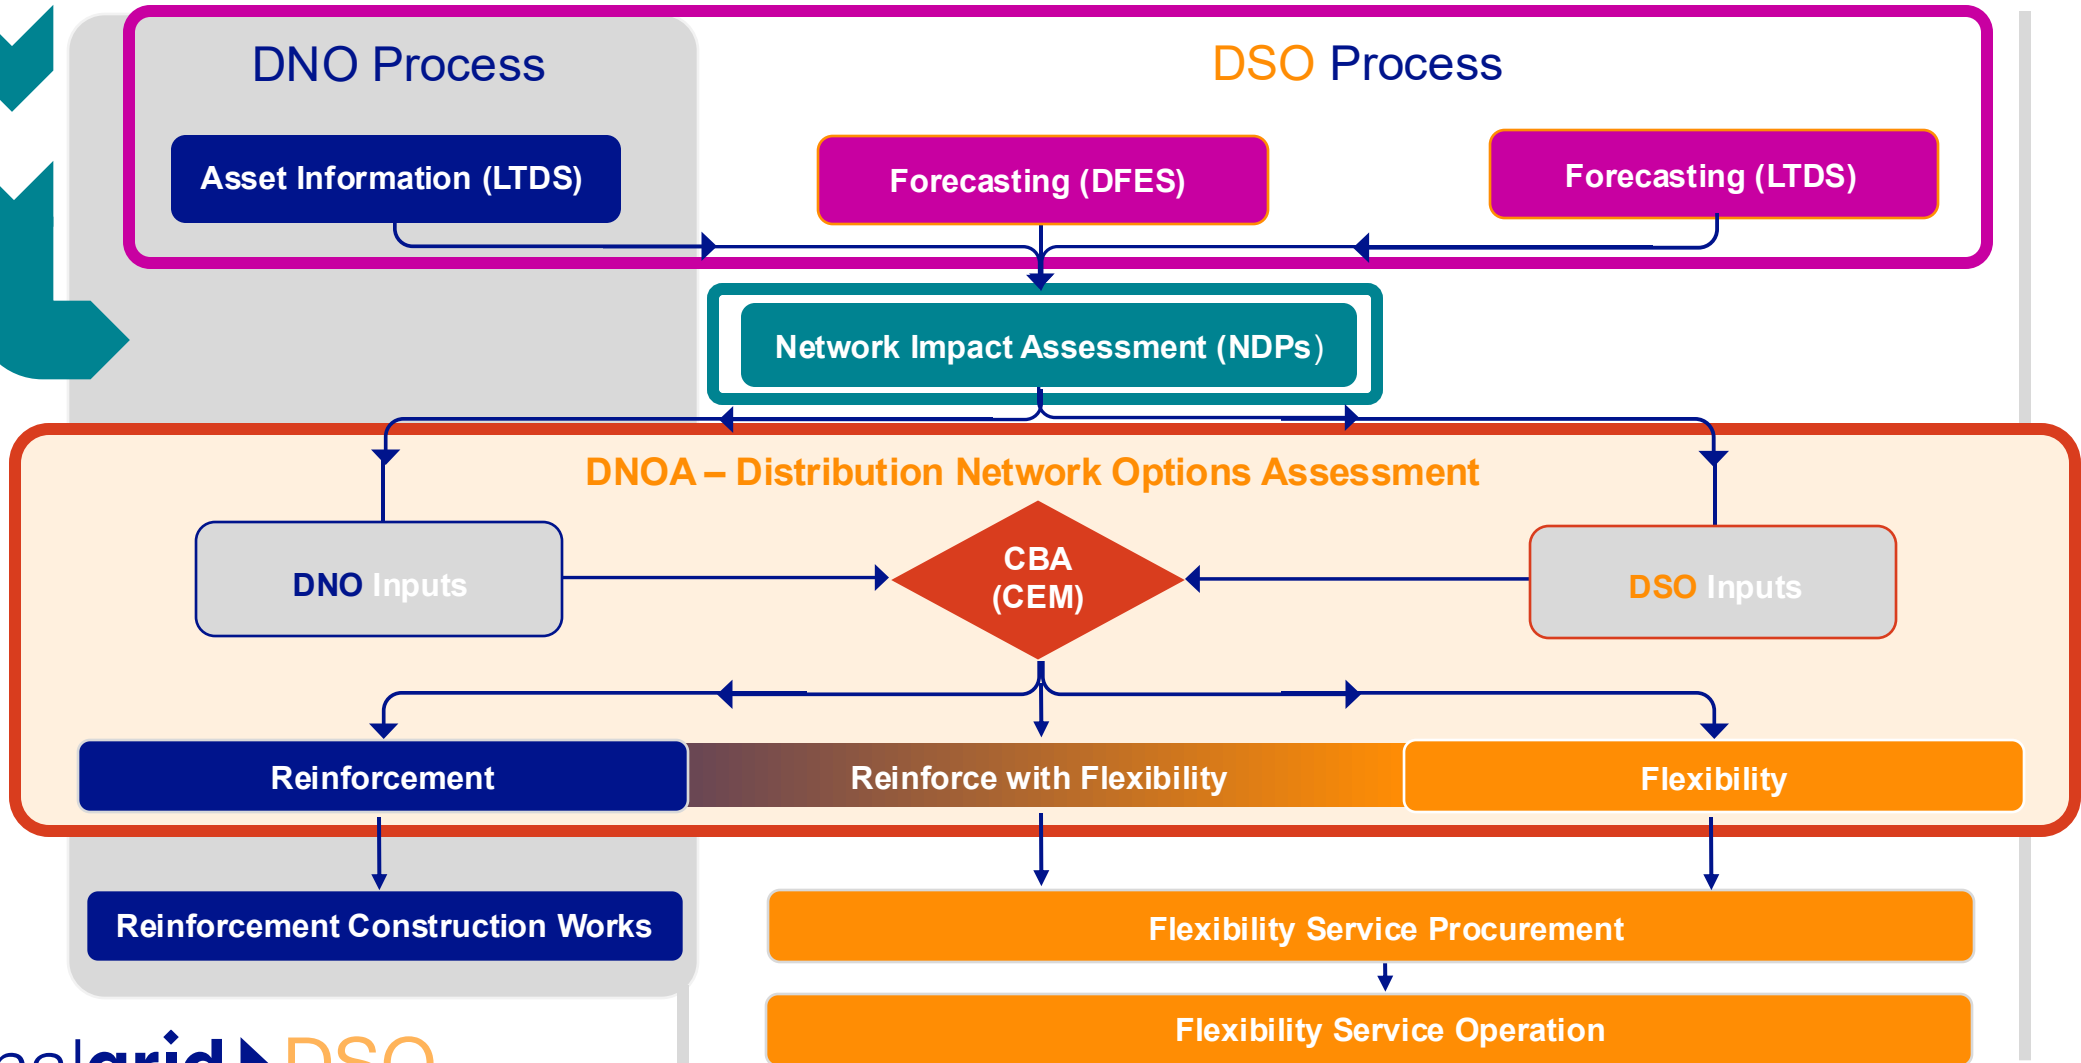 DNO Process
DSO Process
Asset Information (LTDS)
Forecasting (DFES)
Forecasting (LTDS)
Network Impact Assessment (NDPs)
DNOA – Distribution Network Options Assessment
DNO Inputs
CBA
(CEM)
DSO Inputs
Reinforcement
Reinforce with Flexibility
Flexibility
Reinforcement Construction Works
Flexibility Service Procurement
Flexibility Service Operation
DSO